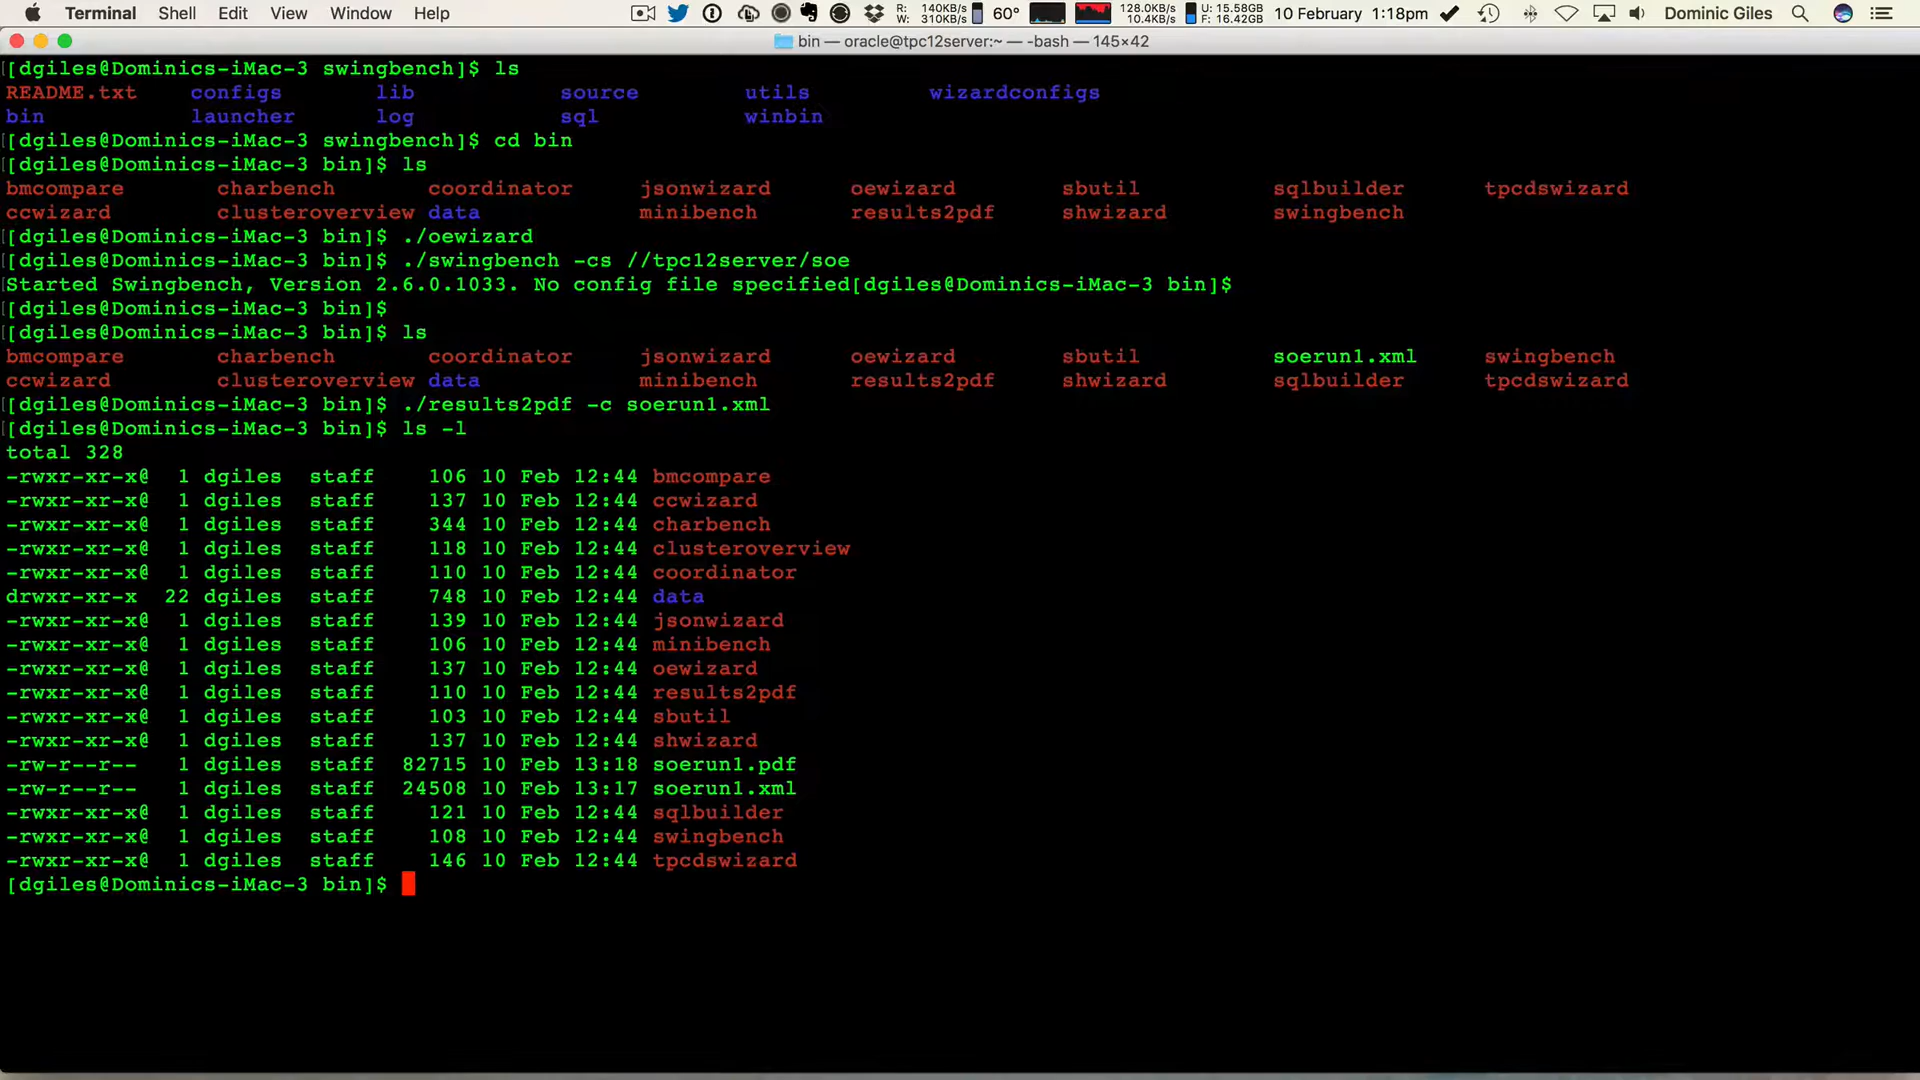 Terminal Shell Edit View Window Help R: 140KB/s W: 310KB/s 60° 128.0KB/s 10.4KB/s U: 15.58GB F: 16.42GB 10 February 1:18pm Dominic Giles
bin — oracle@tpc12server:~ — -bash — 145×42
[dgiles@Dominics-iMac-3 swingbench]$ ls
README.txt configs lib source utils wizardconfigs
bin launcher log sql winbin
[dgiles@Dominics-iMac-3 swingbench]$ cd bin
[dgiles@Dominics-iMac-3 bin]$ ls
bmcompare charbench coordinator jsonwizard oewizard sbutil sqlbuilder tpcdswizard
ccwizard clusteroverview data minibench results2pdf shwizard swingbench
[dgiles@Dominics-iMac-3 bin]$ ./oewizard
[dgiles@Dominics-iMac-3 bin]$ ./swingbench -cs //tpc12server/soe
Started Swingbench, Version 2.6.0.1033. No config file specified[dgiles@Dominics-iMac-3 bin]$
[dgiles@Dominics-iMac-3 bin]$
[dgiles@Dominics-iMac-3 bin]$ ls
bmcompare charbench coordinator jsonwizard oewizard sbutil soerun1.xml swingbench
ccwizard clusteroverview data minibench results2pdf shwizard sqlbuilder tpcdswizard
[dgiles@Dominics-iMac-3 bin]$ ./results2pdf -c soerun1.xml
[dgiles@Dominics-iMac-3 bin]$ ls -l
total 328
-rwxr-xr-x@ 1 dgiles staff 106 10 Feb 12:44 bmcompare
-rwxr-xr-x@ 1 dgiles staff 137 10 Feb 12:44 ccwizard
-rwxr-xr-x@ 1 dgiles staff 344 10 Feb 12:44 charbench
-rwxr-xr-x@ 1 dgiles staff 118 10 Feb 12:44 clusteroverview
-rwxr-xr-x@ 1 dgiles staff 110 10 Feb 12:44 coordinator
drwxr-xr-x 22 dgiles staff 748 10 Feb 12:44 data
-rwxr-xr-x@ 1 dgiles staff 139 10 Feb 12:44 jsonwizard
-rwxr-xr-x@ 1 dgiles staff 106 10 Feb 12:44 minibench
-rwxr-xr-x@ 1 dgiles staff 137 10 Feb 12:44 oewizard
-rwxr-xr-x@ 1 dgiles staff 110 10 Feb 12:44 results2pdf
-rwxr-xr-x@ 1 dgiles staff 103 10 Feb 12:44 sbutil
-rwxr-xr-x@ 1 dgiles staff 137 10 Feb 12:44 shwizard
-rw-r--r-- 1 dgiles staff 82715 10 Feb 13:18 soerun1.pdf
-rw-r--r-- 1 dgiles staff 24508 10 Feb 13:17 soerun1.xml
-rwxr-xr-x@ 1 dgiles staff 121 10 Feb 12:44 sqlbuilder
-rwxr-xr-x@ 1 dgiles staff 108 10 Feb 12:44 swingbench
-rwxr-xr-x@ 1 dgiles staff 146 10 Feb 12:44 tpcdswizard
[dgiles@Dominics-iMac-3 bin]$